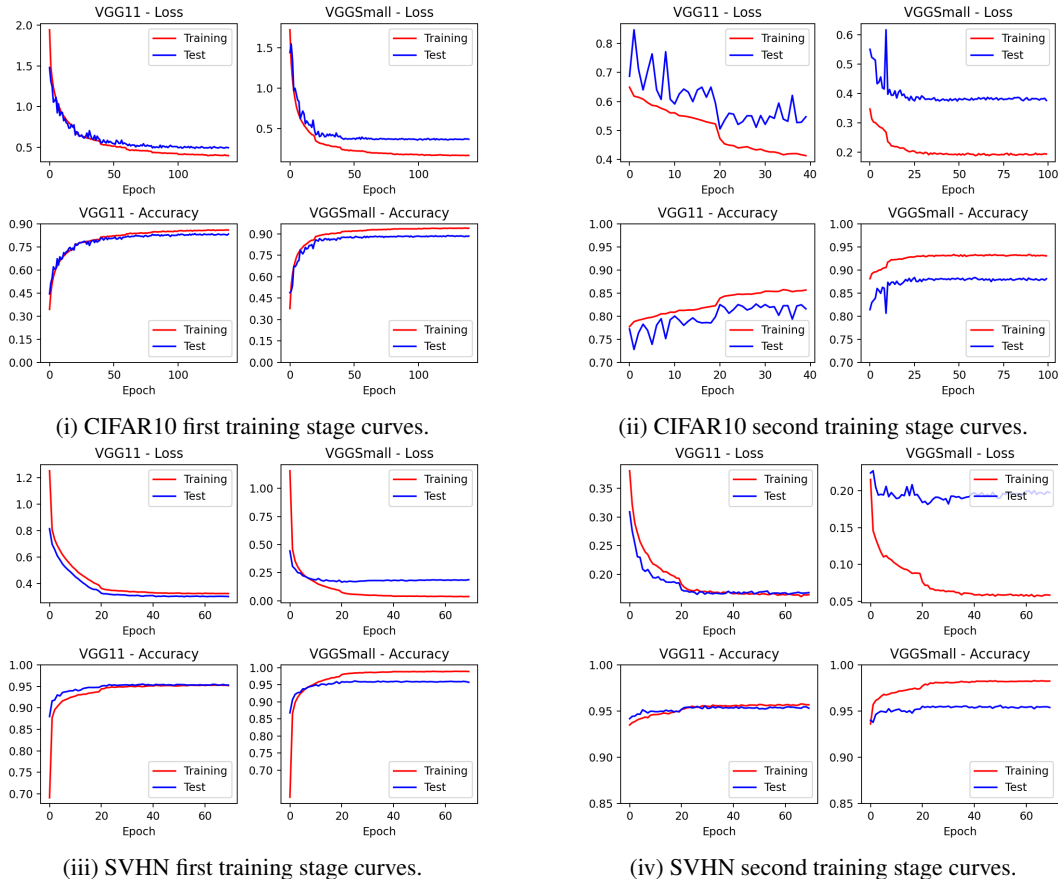 VGG11 - Loss
2.0
1.5
1.0
0.5
Training
Test
0
50
100
Epoch
VGGSmall - Loss
1.5
1.0
0.5
Training
Test
0
50
100
Epoch
VGG11 - Accuracy
0.90
0.75
0.60
0.45
0.30
0.15
0.00
Training
Test
0
50
100
Epoch
VGGSmall - Accuracy
0.90
0.75
0.60
0.45
0.30
0.15
0.00
Training
Test
0
50
100
Epoch
(i) CIFAR10 first training stage curves.
VGG11 - Loss
0.8
0.7
0.6
0.5
0.4
Training
Test
0
10
20
30
40
Epoch
VGGSmall - Loss
0.6
0.5
0.4
0.3
0.2
Training
Test
0
25
50
75
100
Epoch
VGG11 - Accuracy
1.00
0.95
0.90
0.85
0.80
0.75
0.70
Training
Test
0
10
20
30
40
Epoch
VGGSmall - Accuracy
1.00
0.95
0.90
0.85
0.80
0.75
0.70
Training
Test
0
25
50
75
100
Epoch
(ii) CIFAR10 second training stage curves.
VGG11 - Loss
1.2
1.0
0.8
0.6
0.4
Training
Test
0
20
40
60
Epoch
VGGSmall - Loss
1.00
0.75
0.50
0.25
0.00
Training
Test
0
20
40
60
Epoch
VGG11 - Accuracy
1.00
0.95
0.90
0.85
0.80
0.75
0.70
Training
Test
0
20
40
60
Epoch
VGGSmall - Accuracy
1.00
0.95
0.90
0.85
0.80
0.75
0.70
Training
Test
0
20
40
60
Epoch
(iii) SVHN first training stage curves.
VGG11 - Loss
0.35
0.30
0.25
0.20
Training
Test
0
20
40
60
Epoch
VGGSmall - Loss
0.20
0.15
0.10
0.05
Training
Test
0
20
40
60
Epoch
VGG11 - Accuracy
1.00
0.95
0.90
0.85
Training
Test
0
20
40
60
Epoch
VGGSmall - Accuracy
1.00
0.95
0.90
0.85
Training
Test
0
20
40
60
Epoch
(iv) SVHN second training stage curves.